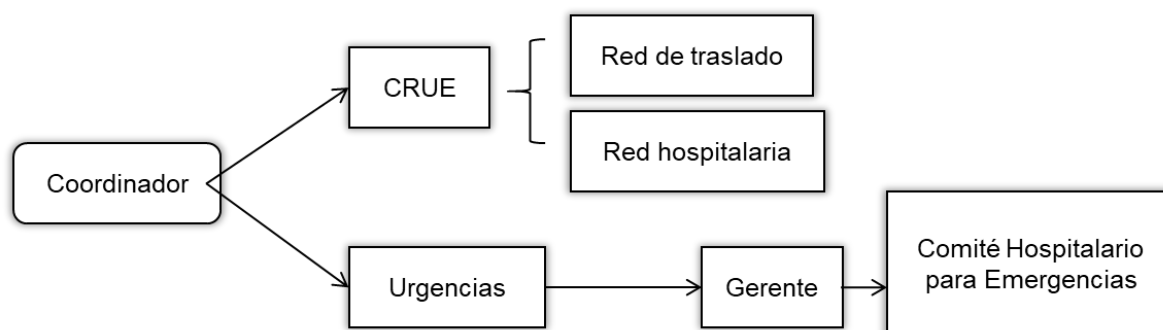 Red de traslado
CRUE
Red hospitalaria
Coordinador
Comité Hospitalario
para Emergencias
Urgencias
Gerente